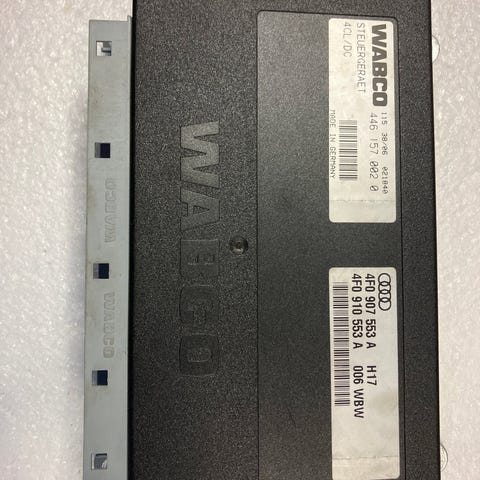 WABCO 115 38/06 021840
STEUERGERAET 446 157 002 0
4CL/DC MADE IN GERMANY
4F0 907 553 A H17
4F0 910 553 A 006 WBW
WABCO
WABCO
WABCO